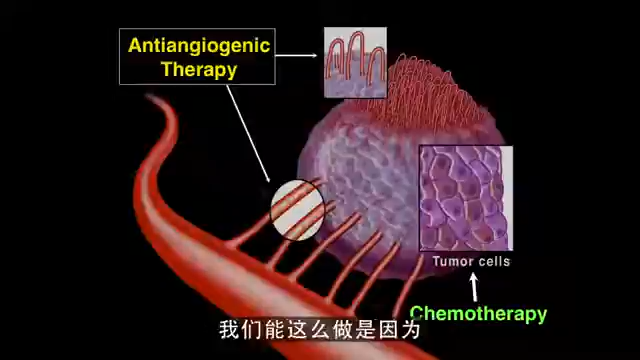 Antiangiogenic
Therapy
Tumor cells
Chemotherapy
我们能这么做是因为